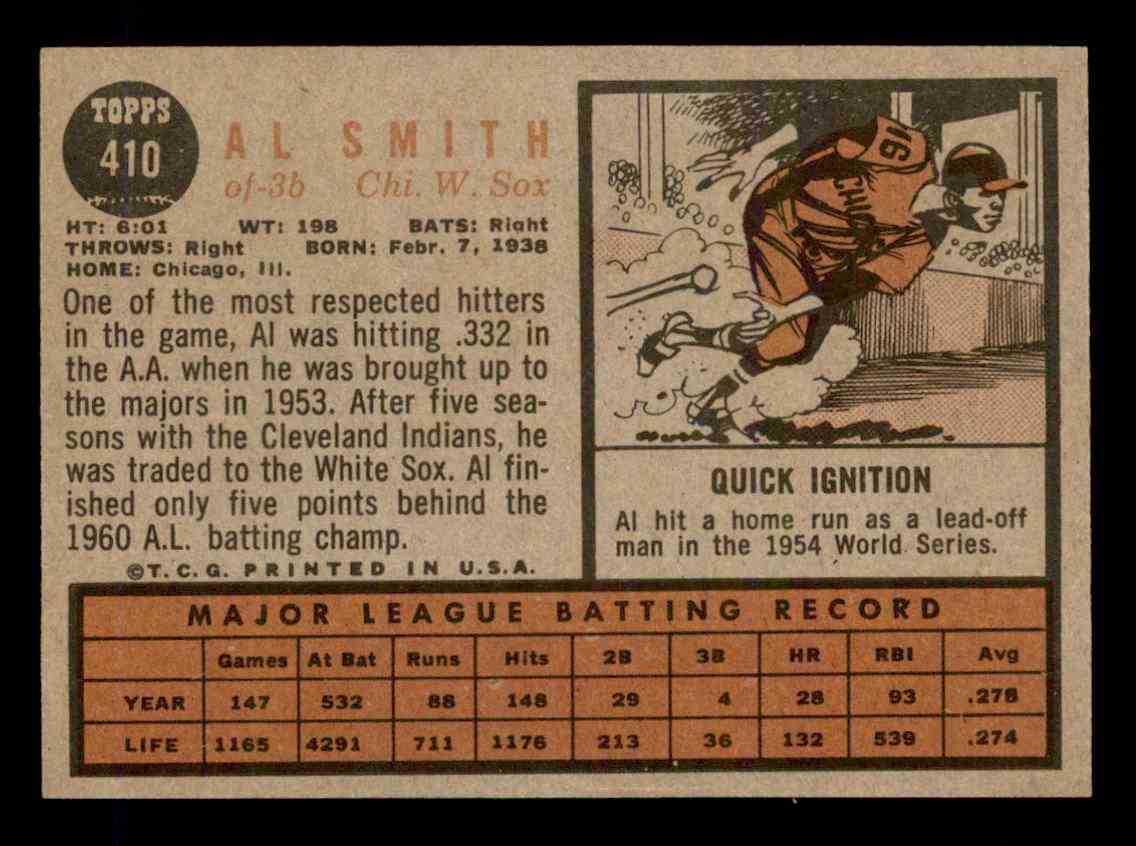 TOPPS
410
AL SMITH
of-3b Chi. W. Sox
HT: 6:01 WT: 198 BATS: Right
THROWS: Right BORN: Febr. 7, 1938
HOME: Chicago, Ill.
One of the most respected hitters
in the game, Al was hitting .332 in
the A.A. when he was brought up to
the majors in 1953. After five sea-
sons with the Cleveland Indians, he
was traded to the White Sox. Al fin-
ished only five points behind the
1960 A.L. batting champ.
©T.C.G. PRINTED IN U.S.A.
16
CHICAGO
QUICK IGNITION
Al hit a home run as a lead-off
man in the 1954 World Series.
MAJOR LEAGUE BATTING RECORD
Games At Bat Runs Hits 2B 3B HR RBI Avg
YEAR 147 532 88 148 29 4 28 93 .278
LIFE 1165 4291 711 1176 213 36 132 539 .274